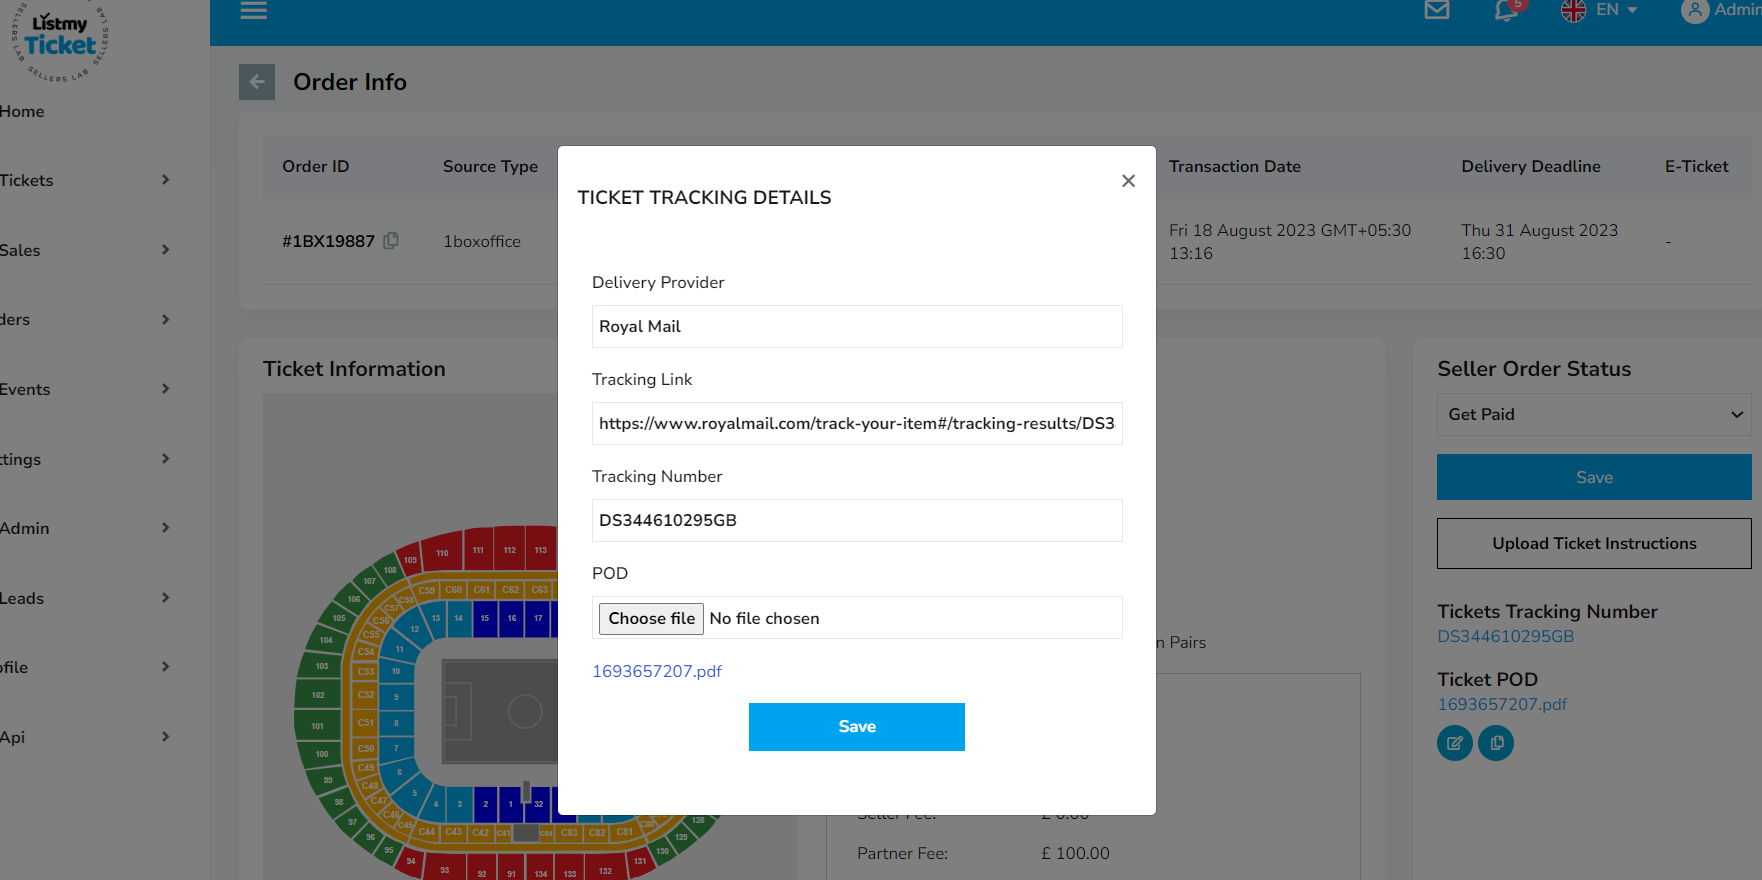 Listmy
Ticket
SELLERS LAB
SELLERS LAB
5
EN
Admin
Order Info
Home
Tickets
Sales
ders
Events
ttings
Admin
Leads
ofile
Api
Order ID
Source Type
Transaction Date
Delivery Deadline
E-Ticket
#1BX19887
1boxoffice
Fri 18 August 2023 GMT+05:30
13:16
Thu 31 August 2023
16:30
-
Ticket Information
109 110 111 112 113
108
107
106
105
104
103
102
101
100
99
98
97
96
95
94
93 92 91 134 133 132
131
130
129
128
C59 C60 C61 C62 C63
C58
C57
C56
C55
C54
C53
C52
C51
C50
C49
C48
C47
C46
C45
C44 C43 C42 C41 C84 C83 C82 C81
C80
13 14 15 16 17
12
11
10
9
8
7
6
5
4 3 2 1 32
TICKET TRACKING DETAILS
×
Delivery Provider
Royal Mail
Tracking Link
https://www.royalmail.com/track-your-item#/tracking-results/DS3
Tracking Number
DS344610295GB
POD
Choose file No file chosen
1693657207.pdf
Save
n Pairs
Seller Fee: £ 0.00
Partner Fee: £ 100.00
Seller Order Status
Get Paid
Save
Upload Ticket Instructions
Tickets Tracking Number
DS344610295GB
Ticket POD
1693657207.pdf